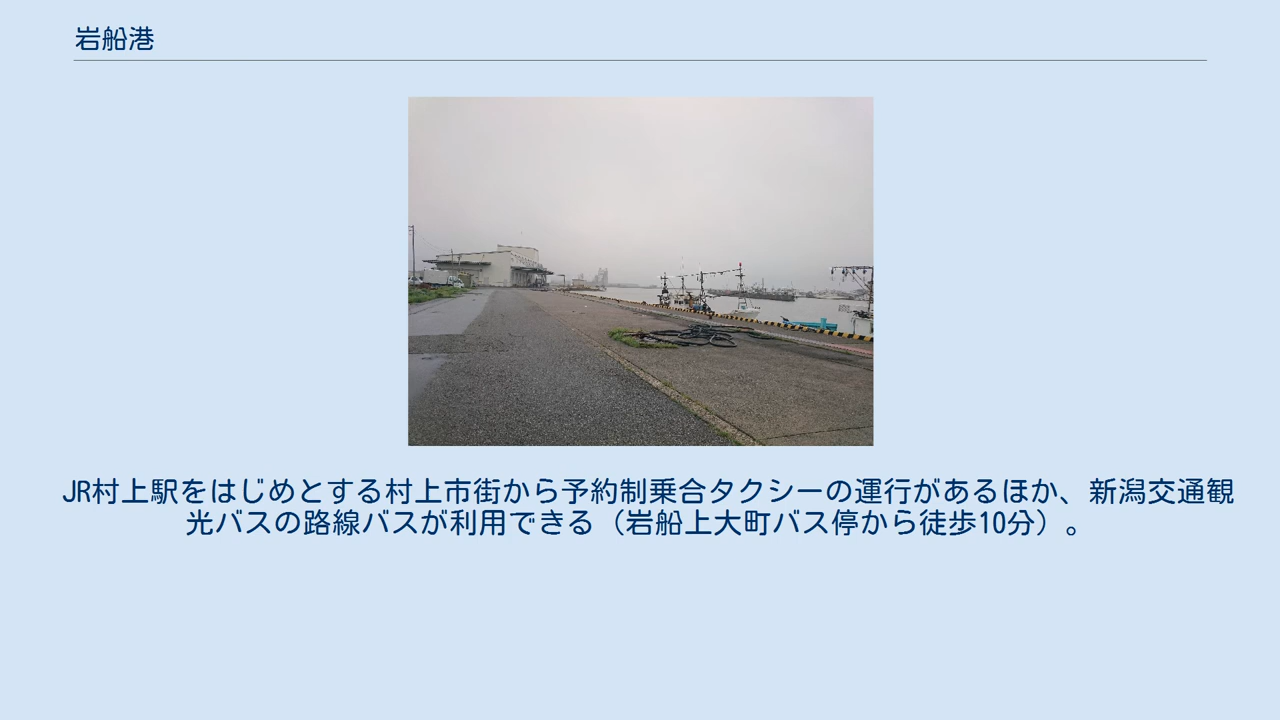 岩船港
JR村上駅をはじめとする村上市街から予約制乗合タクシーの運行があるほか、新潟交通観
光バスの路線バスが利用できる（岩船上大町バス停から徒歩10分）。